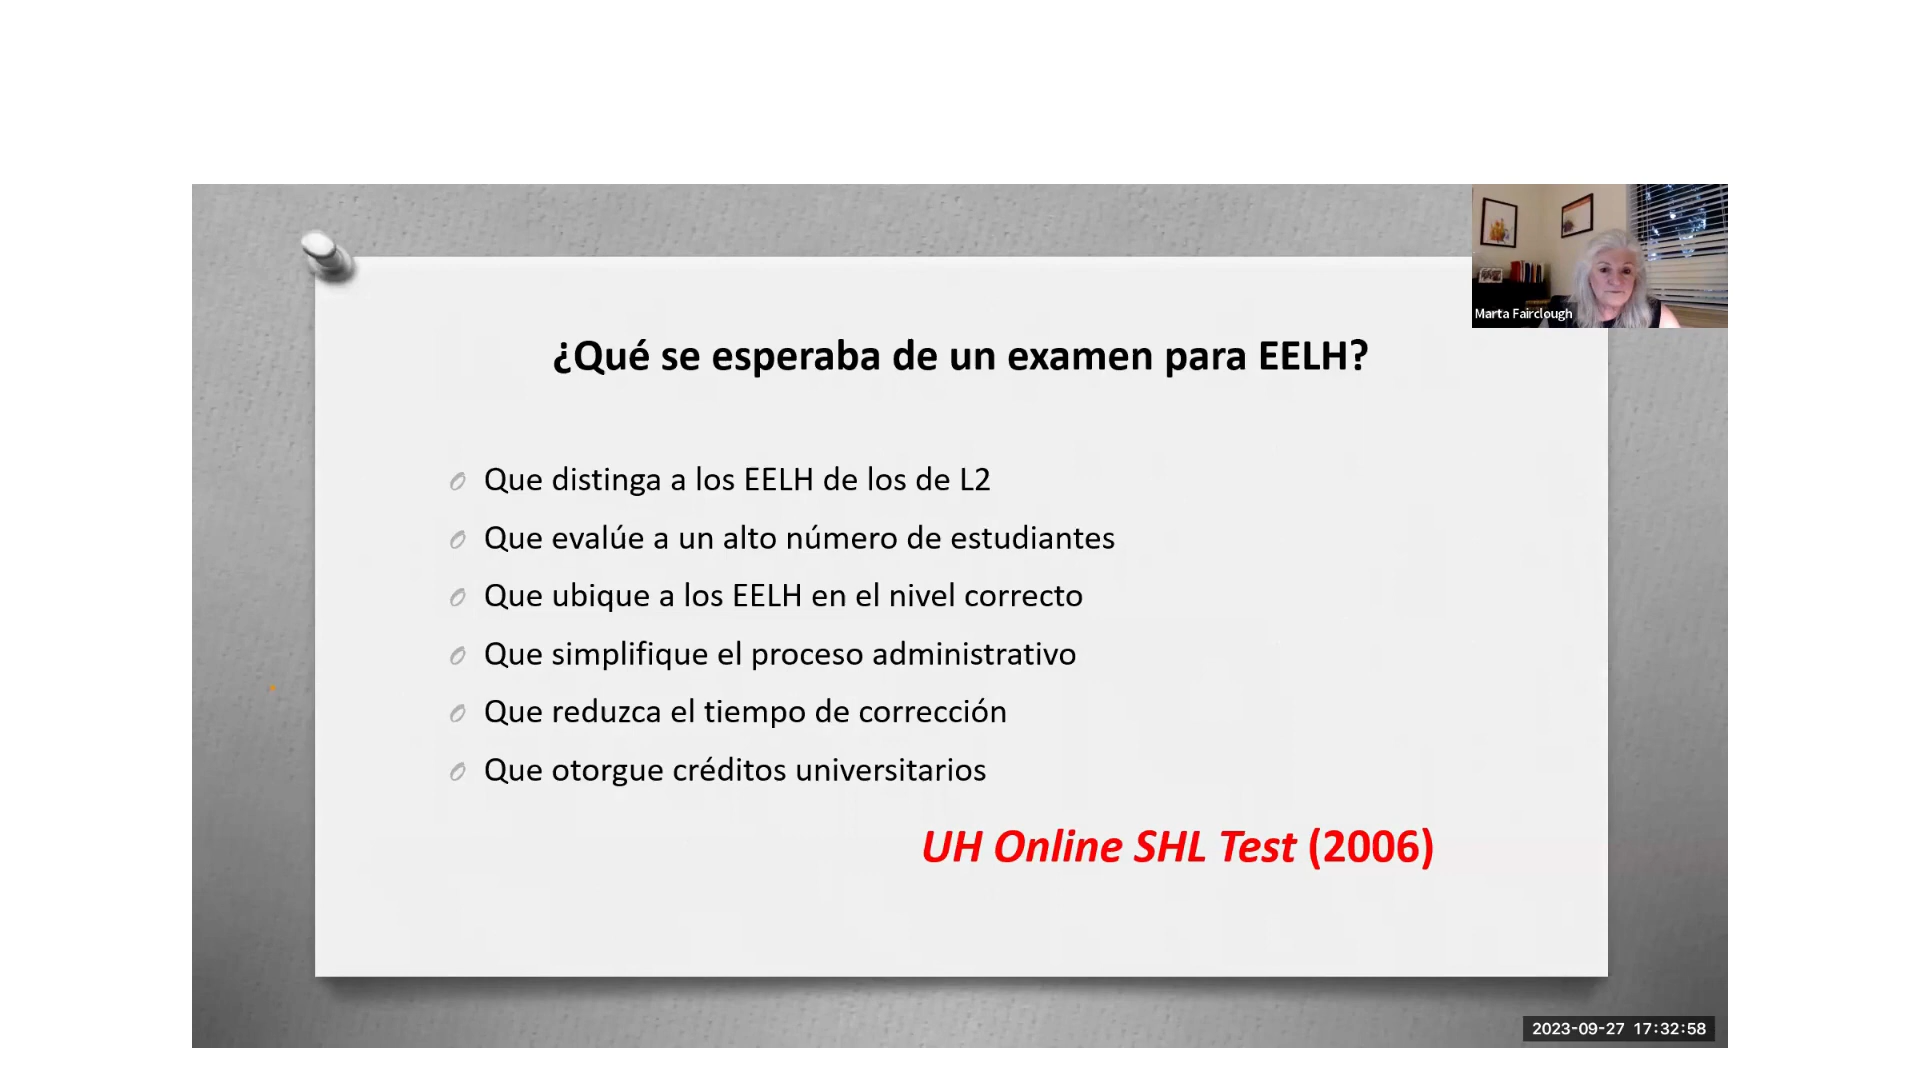 Marta Fairclough
¿Qué se esperaba de un examen para EELH?
Que distinga a los EELH de los de L2
Que evalúe a un alto número de estudiantes
Que ubique a los EELH en el nivel correcto
Que simplifique el proceso administrativo
Que reduzca el tiempo de corrección
Que otorgue créditos universitarios
UH Online SHL Test (2006)
2023-09-27 17:32:58